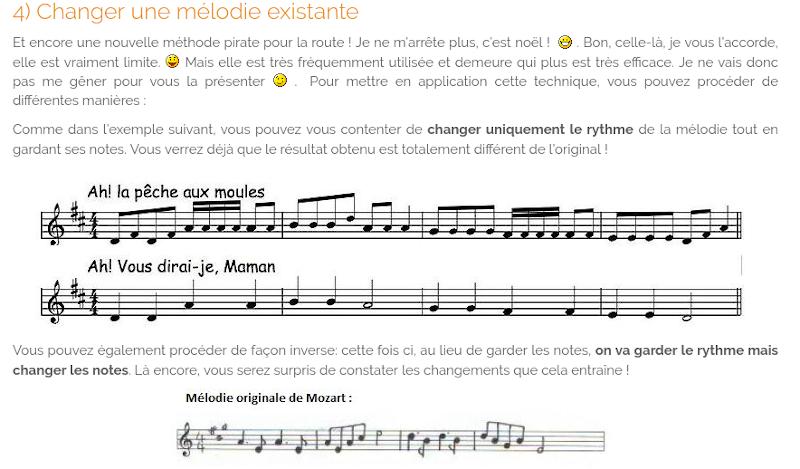 4) Changer une mélodie existante
Et encore une nouvelle méthode pirate pour la route ! Je ne m'arrête plus, c'est noël ! . Bon, celle-là, je vous l'accorde,
elle est vraiment limite. Mais elle est très fréquemment utilisée et demeure qui plus est très efficace. Je ne vais donc
pas me gêner pour vous la présenter . Pour mettre en application cette technique, vous pouvez procéder de
différentes manières :
Comme dans l'exemple suivant, vous pouvez vous contenter de changer uniquement le rythme de la mélodie tout en
gardant ses notes. Vous verrez déjà que le résultat obtenu est totalement différent de l'original !
Ah! la pêche aux moules
4
4
Ah! Vous dirai-je, Maman
4
4
Vous pouvez également procéder de façon inverse: cette fois ci, au lieu de garder les notes, on va garder le rythme mais
changer les notes. Là encore, vous serez surpris de constater les changements que cela entraîne !
Mélodie originale de Mozart :
4
4